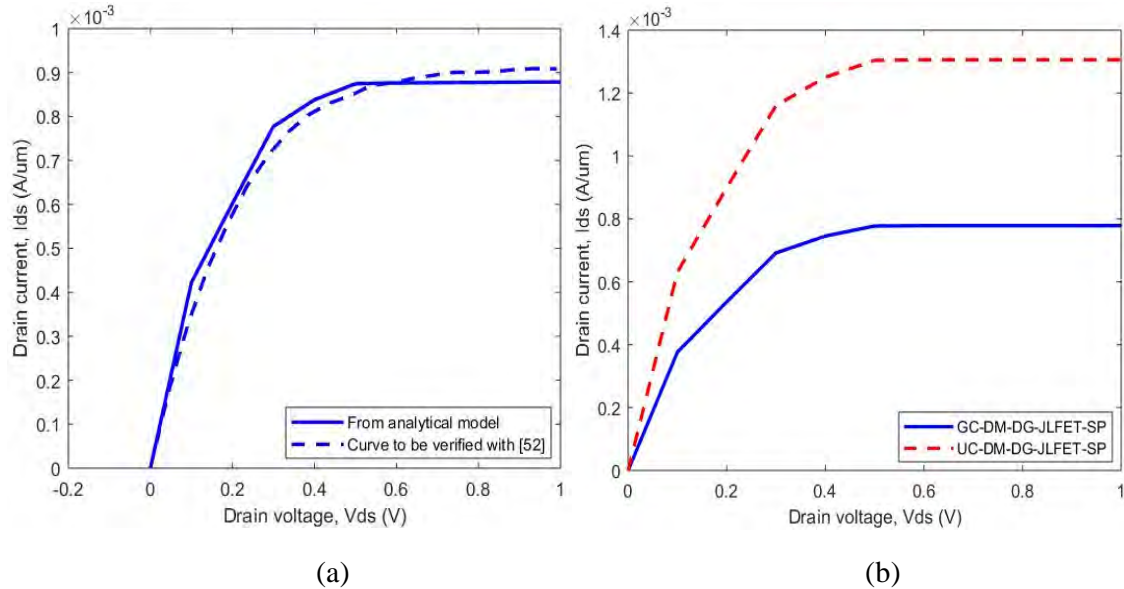 ×10⁻³
1
0.9
0.8
0.7
0.6
0.5
0.4
0.3
0.2
0.1
0
-0.2 0 0.2 0.4 0.6 0.8 1
Drain current, Ids (A/um)
Drain voltage, Vds (V)
From analytical model
Curve to be verified with [52]
(a)
×10⁻³
1.4
1.2
1
0.8
0.6
0.4
0.2
0
0 0.2 0.4 0.6 0.8 1
Drain current, Ids (A/um)
Drain voltage, Vds (V)
GC-DM-DG-JLFET-SP
UC-DM-DG-JLFET-SP
(b)